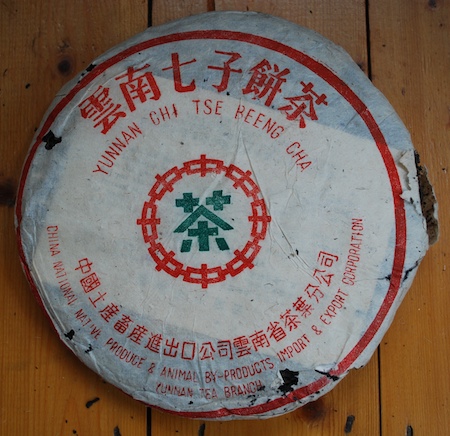 雲南七子餅茶
YUNNAN CHI TSE BEENG CHA
中
茶
中國土產畜產進出口公司雲南省茶葉分公司
CHINA NATIONAL NATIVE PRODUCE & ANIMAL BY-PRODUCTS IMPORT & EXPORT CORPORATION
YUNNAN TEA BRANCH